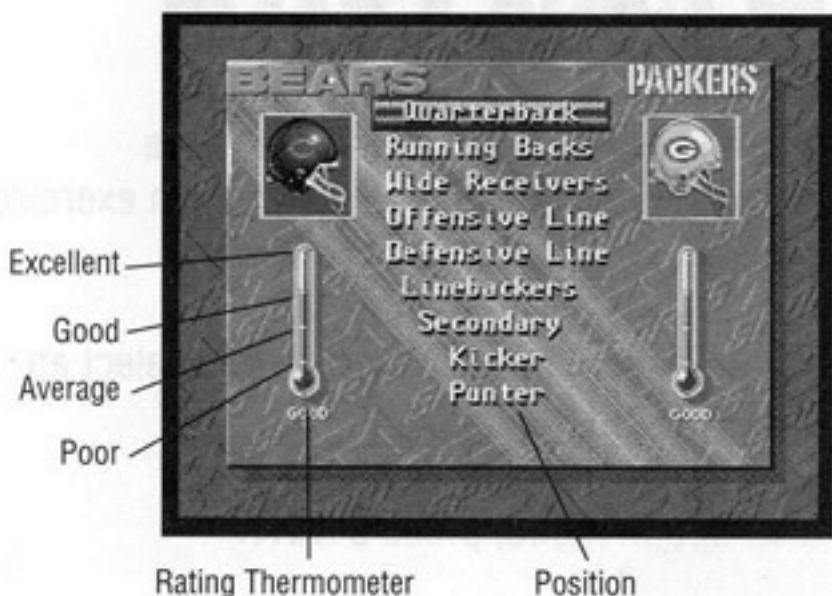 BEARS
PACKERS
Quarterback
Running Backs
Wide Receivers
Offensive Line
Defensive Line
Linebackers
Secondary
Kicker
Punter
GOOD
GOOD
Excellent
Good
Average
Poor
Rating Thermometer
Position